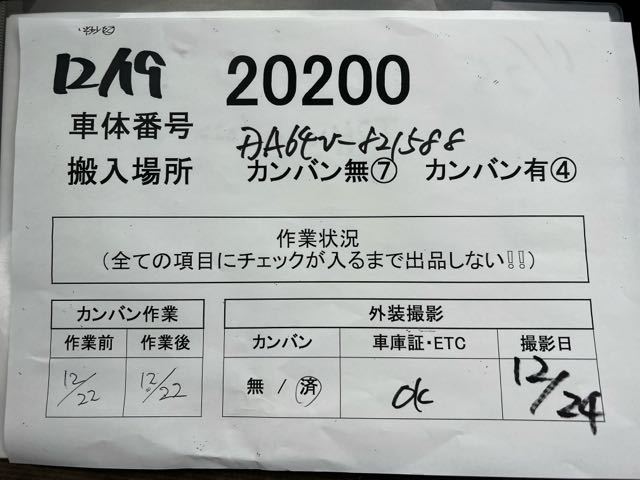 12/19 20200
車体番号 DA64V-821588
搬入場所 カンバン無⑦ カンバン有④
作業状況
(全ての項目にチェックが入るまで出品しない!!)
カンバン作業 外装撮影
作業前 作業後 カンバン 車庫証・ETC 撮影日
12/22 12/22 無 / 済 ok 12/24